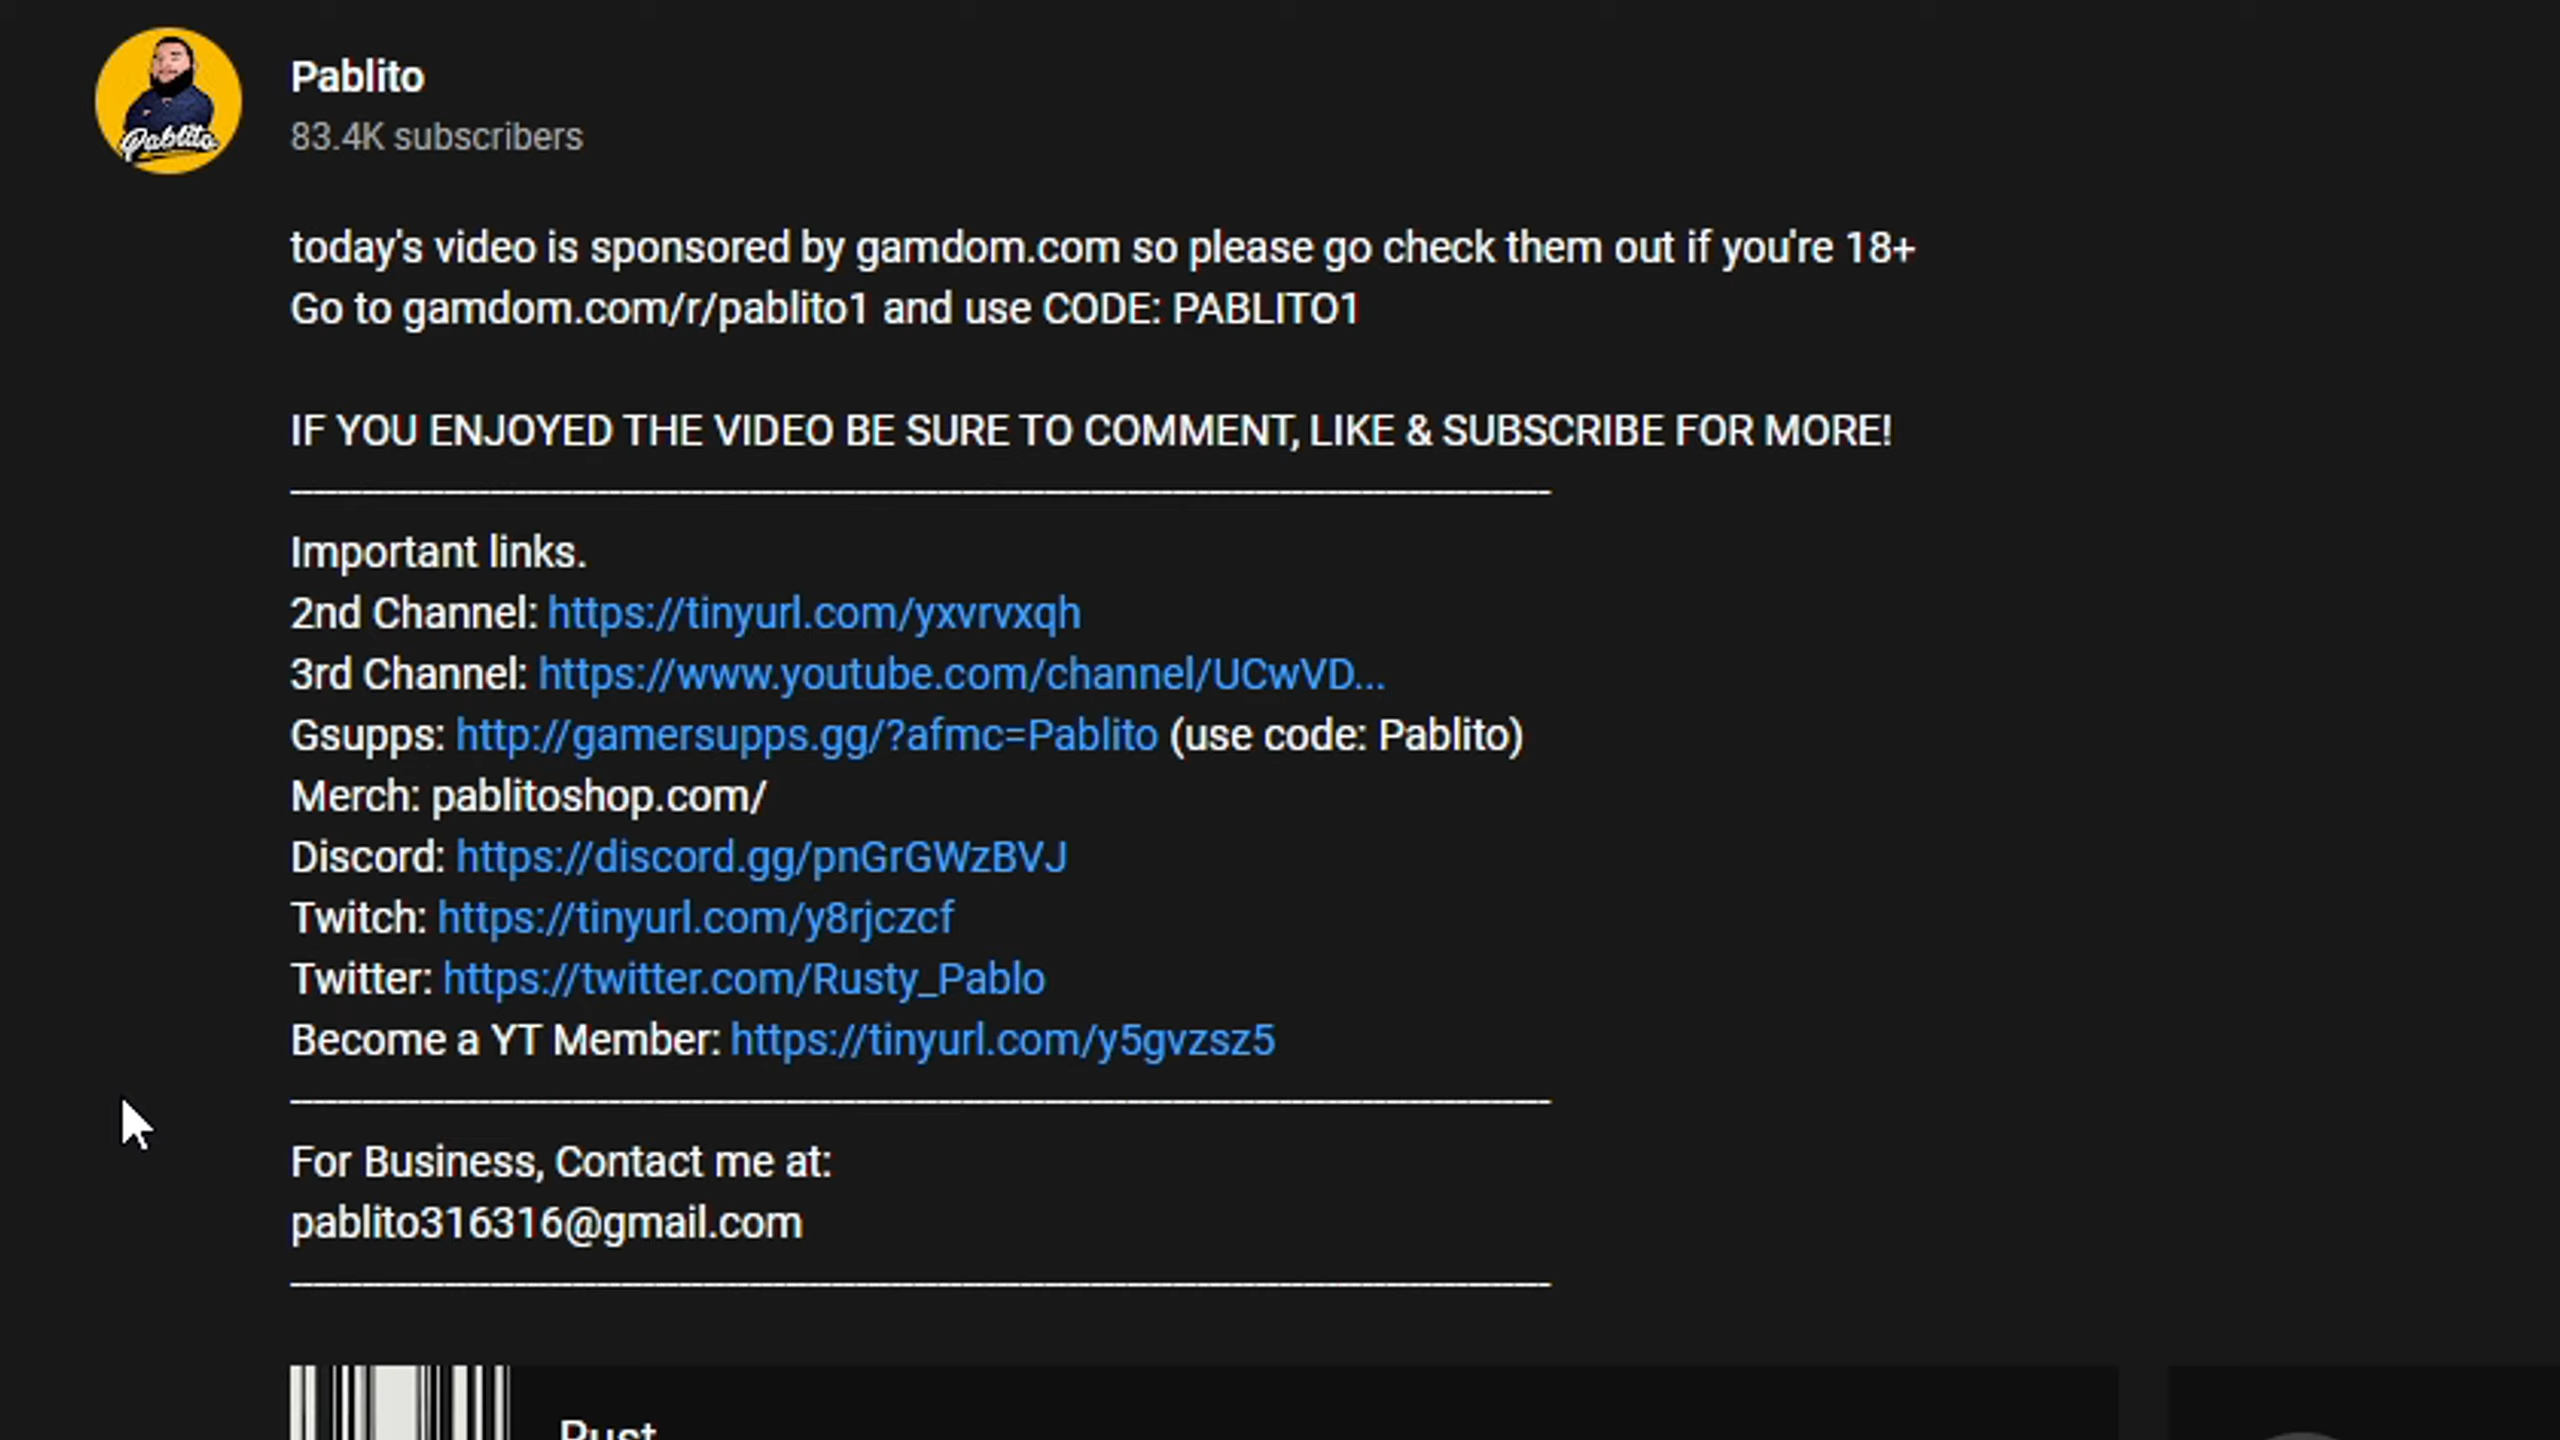 Pablito
Pablito
83.4K subscribers
today's video is sponsored by gamdom.com so please go check them out if you're 18+
Go to gamdom.com/r/pablito1 and use CODE: PABLITO1
IF YOU ENJOYED THE VIDEO BE SURE TO COMMENT, LIKE & SUBSCRIBE FOR MORE!
Important links.
2nd Channel: https://tinyurl.com/yxvrvxqh
3rd Channel: https://www.youtube.com/channel/UCwVD...
Gsupps: http://gamersupps.gg/?afmc=Pablito (use code: Pablito)
Merch: pablitoshop.com/
Discord: https://discord.gg/pnGrGWzBVJ
Twitch: https://tinyurl.com/y8rjczcf
Twitter: https://twitter.com/Rusty_Pablo
Become a YT Member: https://tinyurl.com/y5gvzsz5
For Business, Contact me at:
pablito316316@gmail.com
Rust